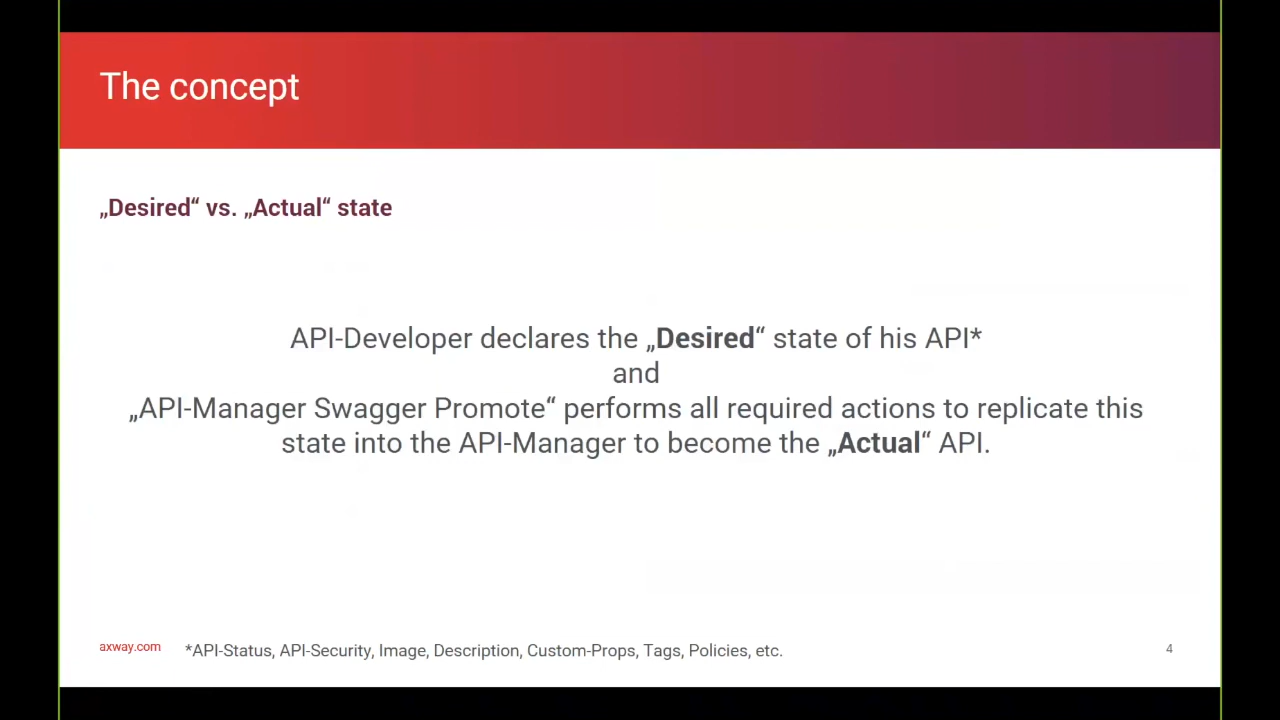 The concept
„Desired“ vs. „Actual“ state
API-Developer declares the „Desired“ state of his API*
and
„API-Manager Swagger Promote“ performs all required actions to replicate this
state into the API-Manager to become the „Actual“ API.
axway.com *API-Status, API-Security, Image, Description, Custom-Props, Tags, Policies, etc. 4